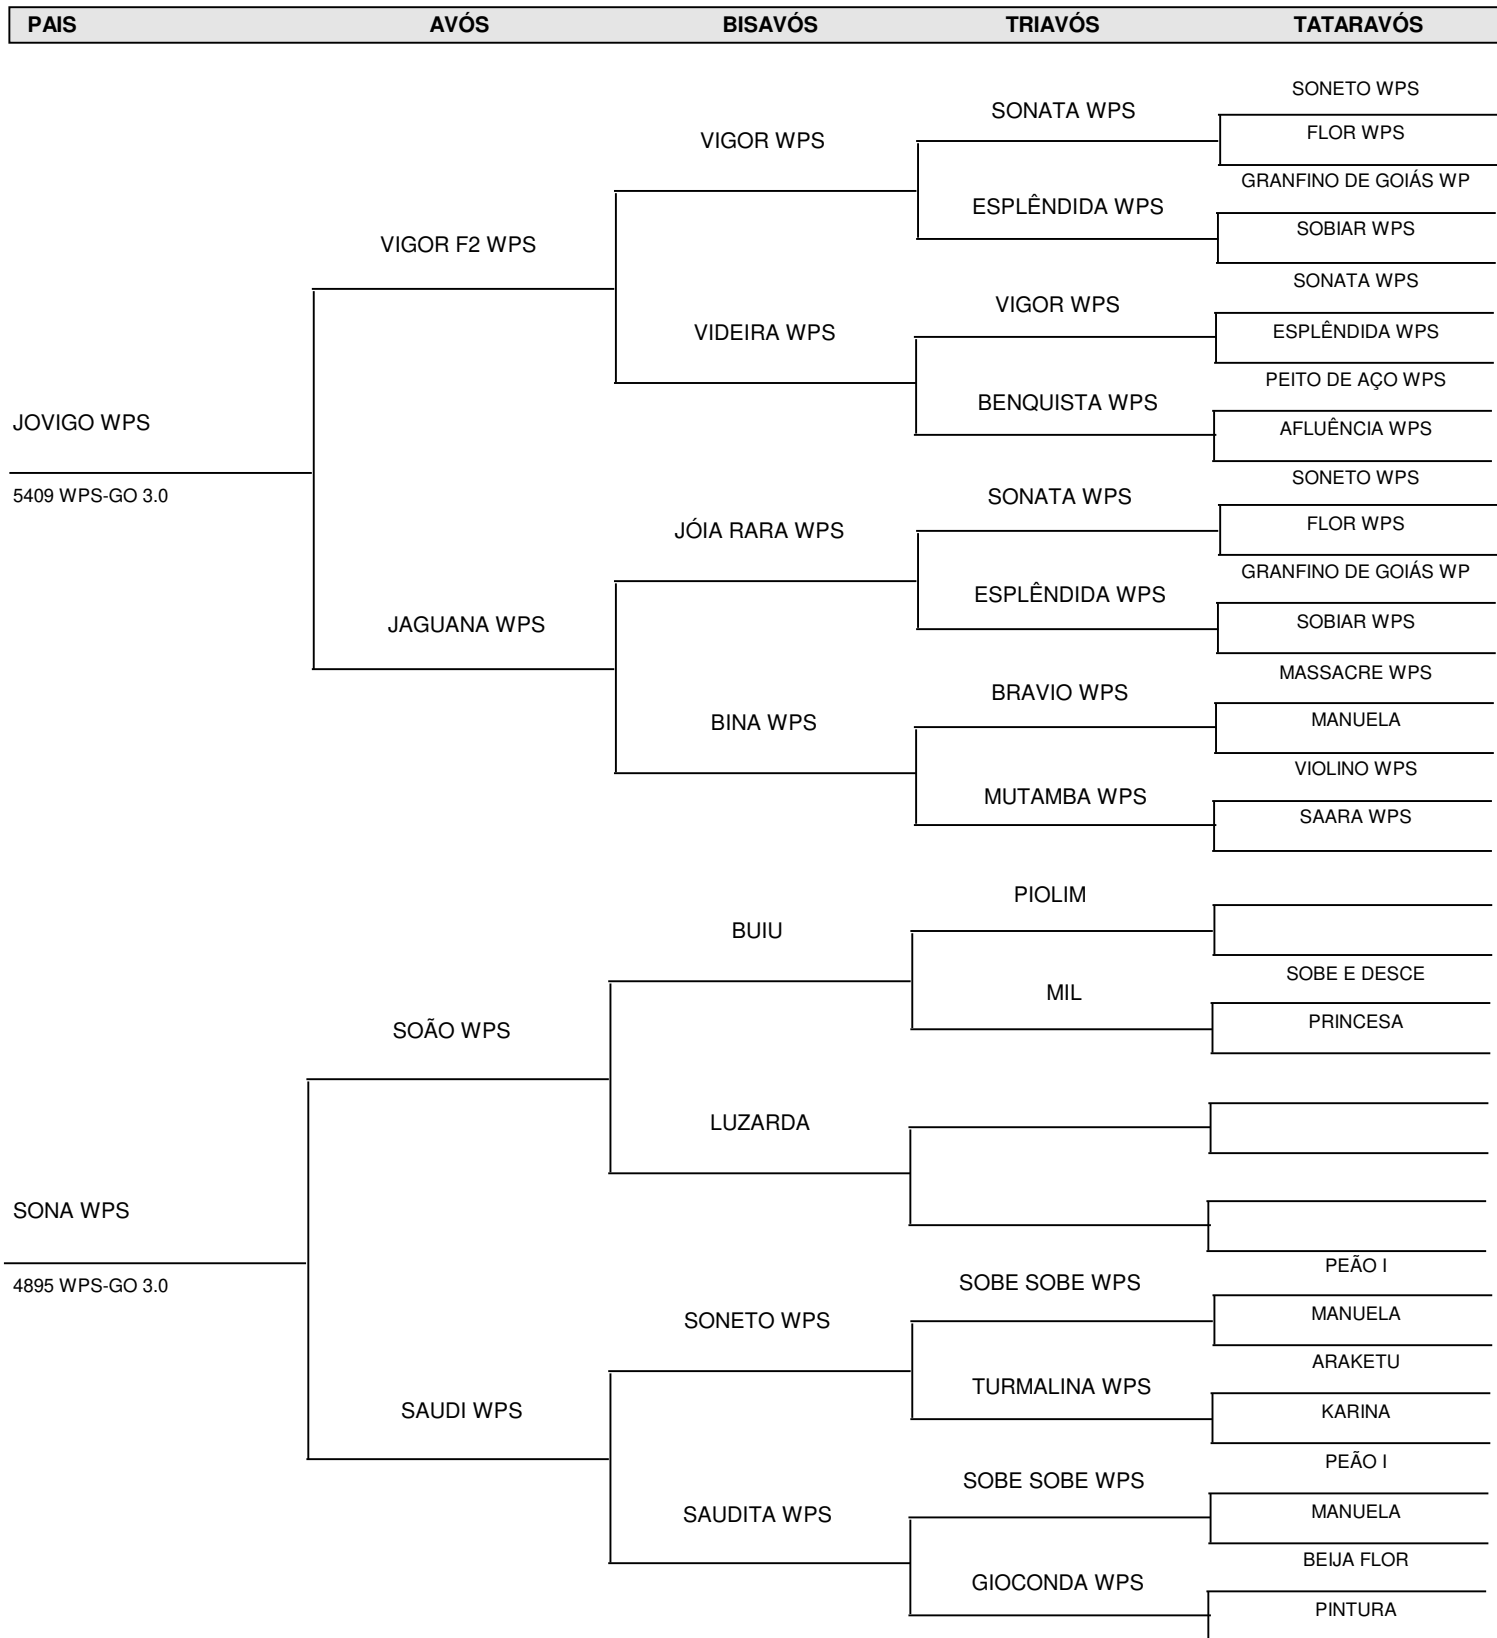 PAIS AVÓS BISAVÓS TRIAVÓS TATARAVÓS
SONETO WPS
SONATA WPS
FLOR WPS
VIGOR WPS
GRANFINO DE GOIÁS WP
ESPLÊNDIDA WPS
SOBIAR WPS
VIGOR F2 WPS
SONATA WPS
VIGOR WPS
ESPLÊNDIDA WPS
VIDEIRA WPS
PEITO DE AÇO WPS
BENQUISTA WPS
JOVIGO WPS
AFLUÊNCIA WPS
SONETO WPS
5409 WPS-GO 3.0
SONATA WPS
FLOR WPS
JÓIA RARA WPS
GRANFINO DE GOIÁS WP
ESPLÊNDIDA WPS
SOBIAR WPS
JAGUANA WPS
MASSACRE WPS
BRAVIO WPS
MANUELA
BINA WPS
VIOLINO WPS
MUTAMBA WPS
SAARA WPS
PIOLIM
BUIU
SOBE E DESCE
MIL
PRINCESA
SOÃO WPS
LUZARDA
SONA WPS
PEÃO I
SOBE SOBE WPS
4895 WPS-GO 3.0
MANUELA
SONETO WPS
ARAKETU
TURMALINA WPS
SAUDI WPS
KARINA
PEÃO I
SOBE SOBE WPS
MANUELA
SAUDITA WPS
BEIJA FLOR
GIOCONDA WPS
PINTURA